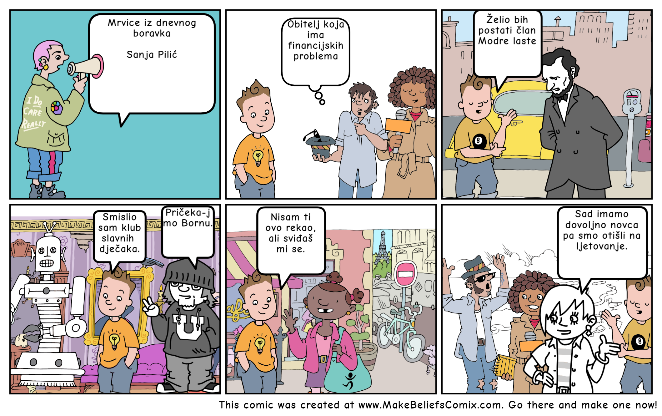 Mrvice iz dnevnog
boravka
Sanja Pilić
I DO
CARE
REALLY
Obitelj koja
ima
financijskih
problema
Želio bih
postati član
Modre laste
8
Smislio
sam klub
slavnih
dječaka.
Pričeka-j
mo Bornu.
U
Nisam ti
ovo rekao,
ali sviđaš
mi se.
Sad imamo
dovoljno novca
pa smo otišli na
ljetovanje.
8
This comic was created at www.MakeBeliefsComix.com. Go there and make one now!